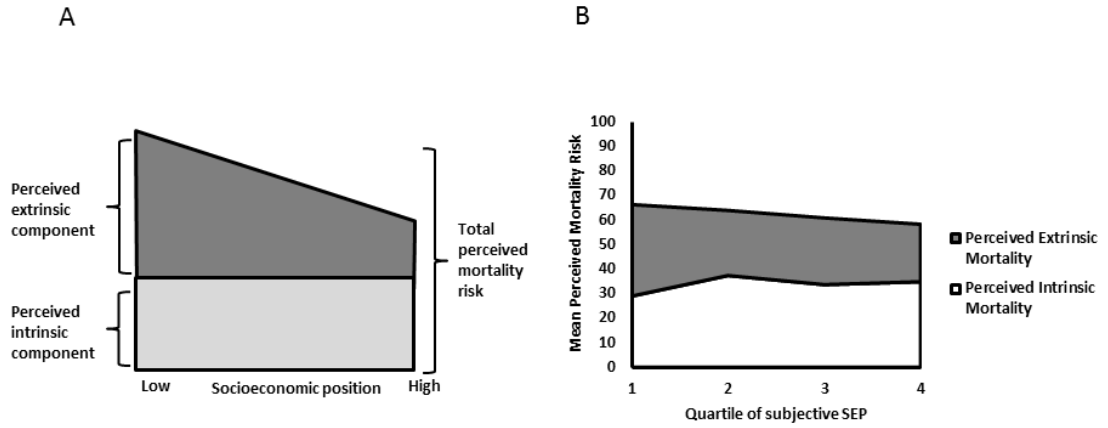 A
Perceived
extrinsic
component
Perceived
intrinsic
component
Total
perceived
mortality
risk
Low
Socioeconomic position
High
B
Mean Perceived Mortality Risk
100
90
80
70
60
50
40
30
20
10
0
1
2
3
4
Quartile of subjective SEP
Perceived Extrinsic
Mortality
Perceived Intrinsic
Mortality